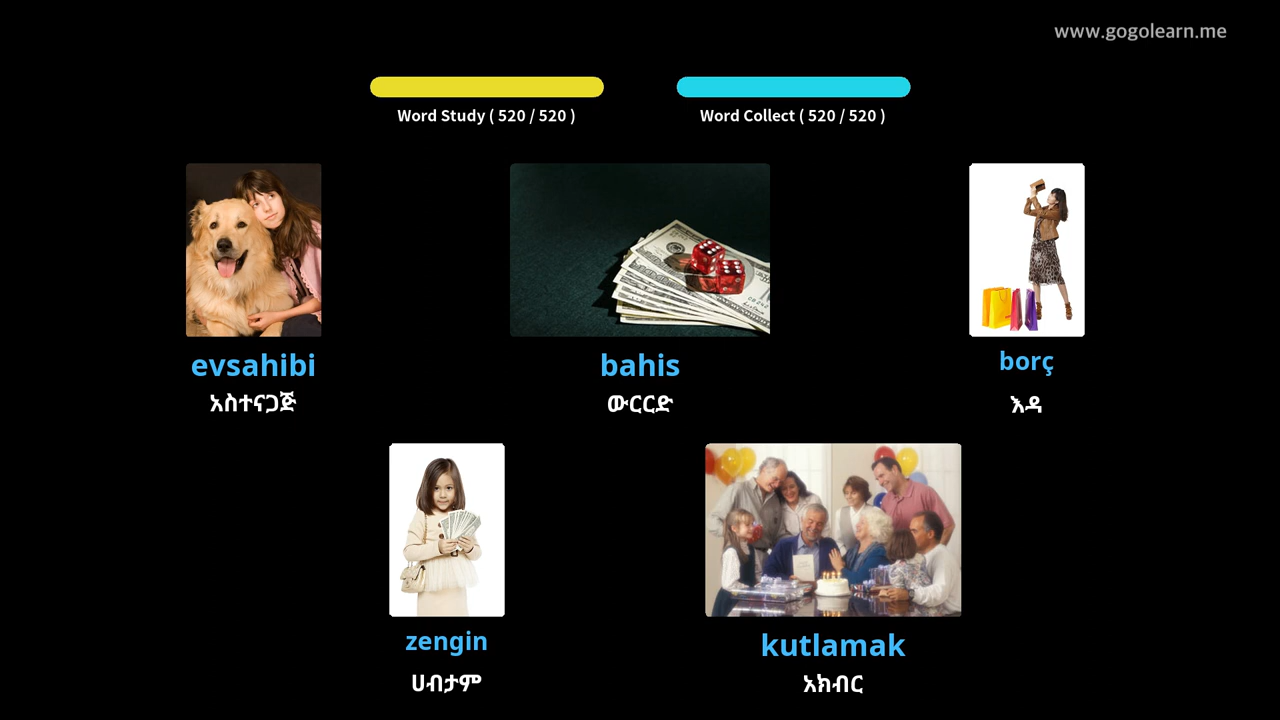 www.gogolearn.me
Word Study ( 520 / 520 )
Word Collect ( 520 / 520 )
evsahibi
አስተናጋጅ
bahis
ውርርድ
borç
እዳ
zengin
ሀብታም
kutlamak
አክብር